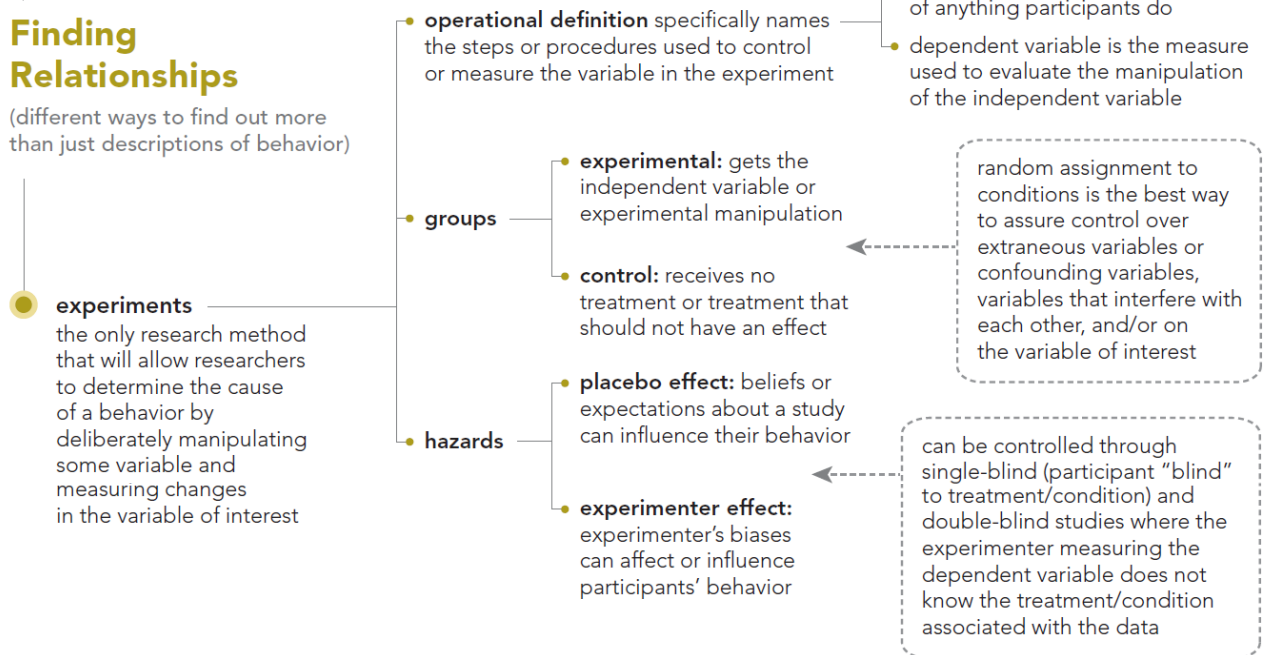 Finding
Relationships
(different ways to find out more
than just descriptions of behavior)
experiments
the only research method
that will allow researchers
to determine the cause
of a behavior by
deliberately manipulating
some variable and
measuring changes
in the variable of interest
operational definition specifically names
the steps or procedures used to control
or measure the variable in the experiment
of anything participants do
dependent variable is the measure
used to evaluate the manipulation
of the independent variable
groups
experimental: gets the
independent variable or
experimental manipulation
control: receives no
treatment or treatment that
should not have an effect
random assignment to
conditions is the best way
to assure control over
extraneous variables or
confounding variables,
variables that interfere with
each other, and/or on
the variable of interest
hazards
placebo effect: beliefs or
expectations about a study
can influence their behavior
experimenter effect:
experimenter's biases
can affect or influence
participants' behavior
can be controlled through
single-blind (participant "blind"
to treatment/condition) and
double-blind studies where the
experimenter measuring the
dependent variable does not
know the treatment/condition
associated with the data